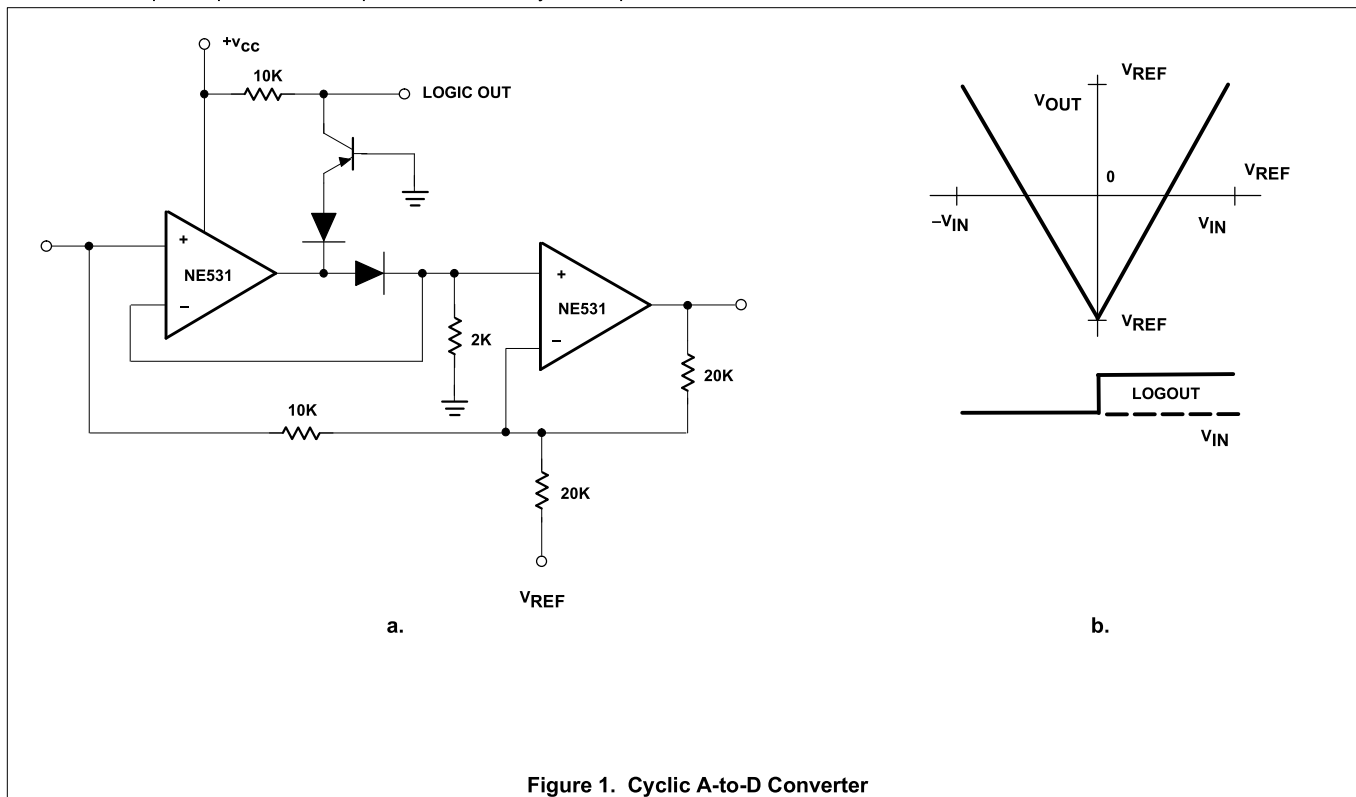 +VCC
10K
LOGIC OUT
+
NE531
−
+
NE531
−
2K
20K
10K
20K
VREF
a.
VREF
VOUT
0
VREF
−VIN
VIN
VREF
LOGOUT
VIN
b.
Figure 1. Cyclic A-to-D Converter